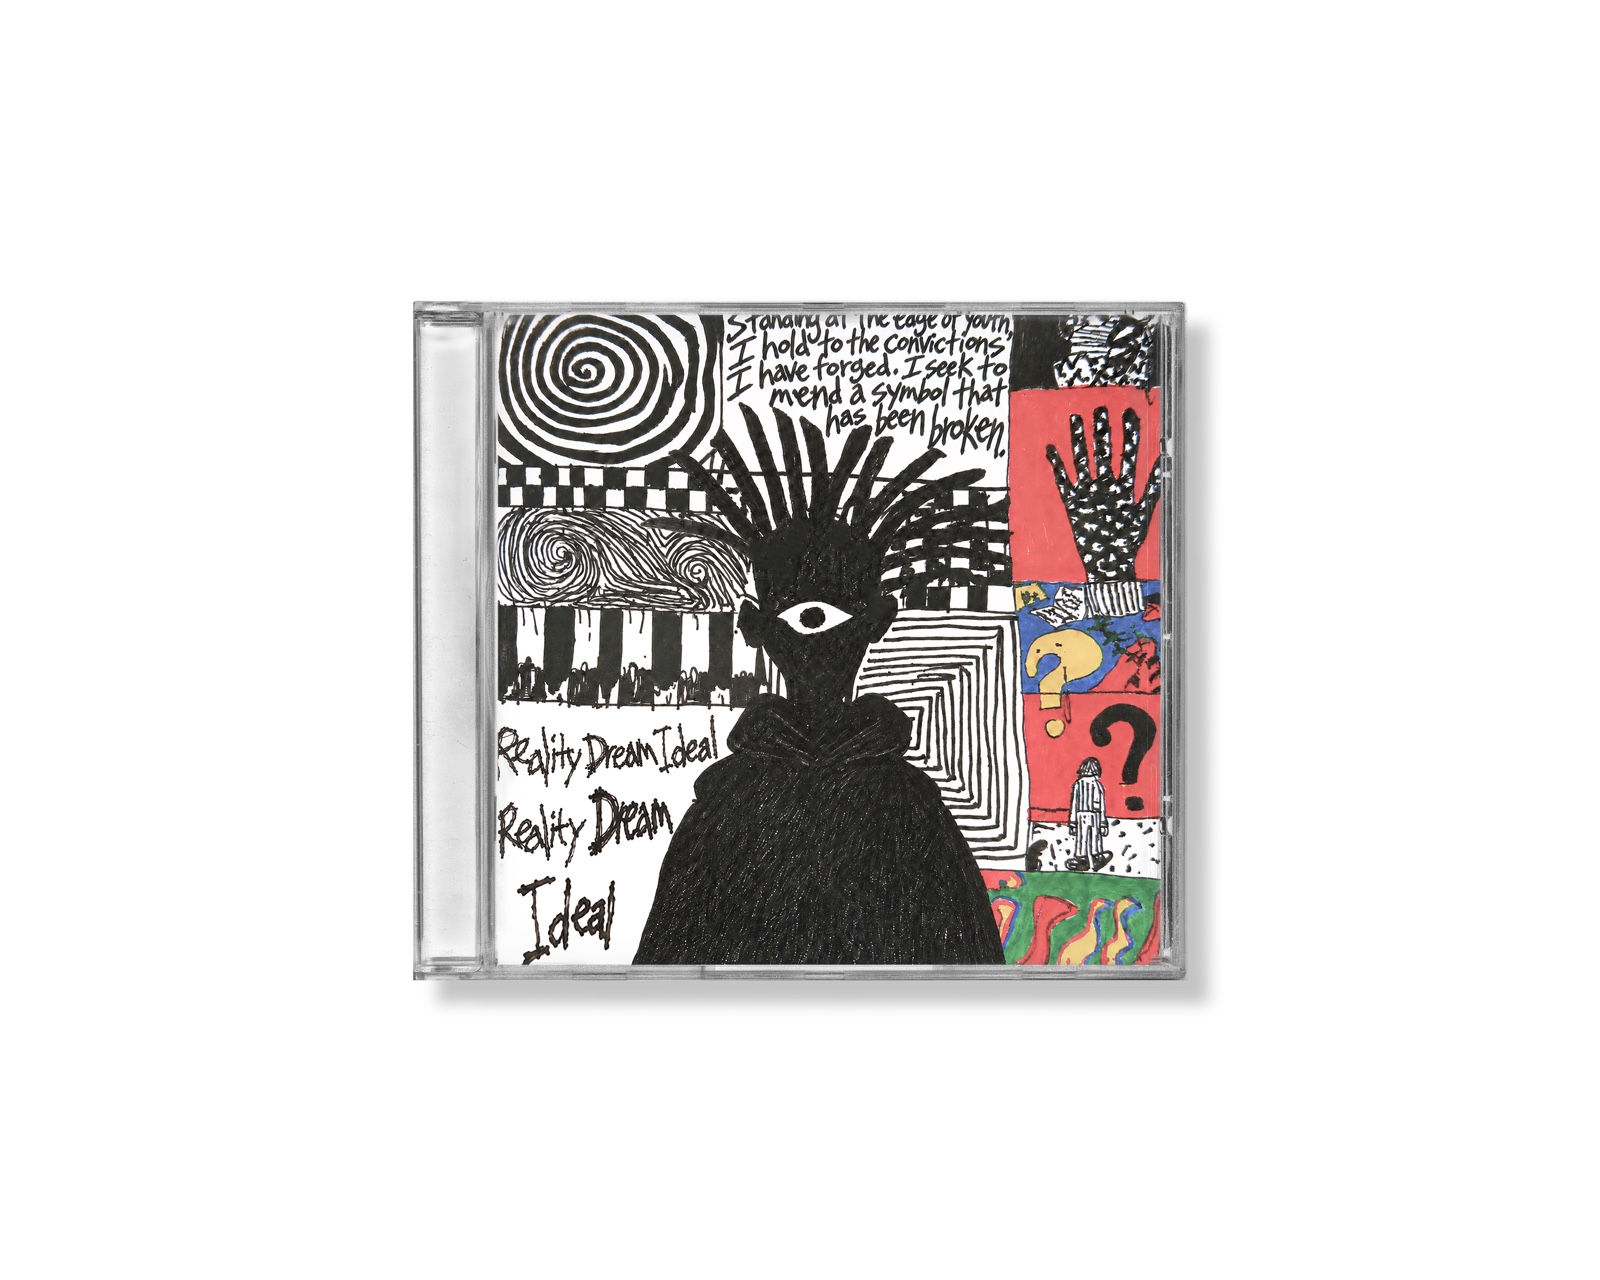 Standing at the edge of youth,
I hold to the convictions
I have forged. I seek to
mend a symbol that
has been broken.
Reality Dream Ideal
Reality Dream
Ideal
?
?